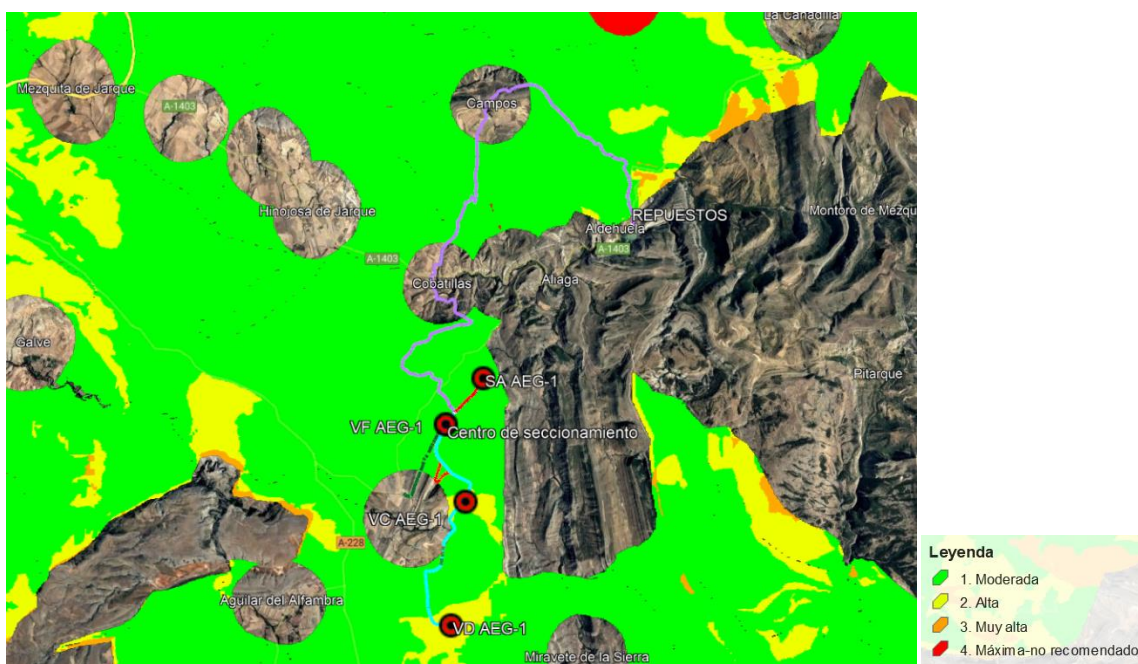 La Cañadilla
Mezquita de Jarque
A-1403
Campos
Hinojosa de Jarque
REPUESTOS
Montoro de Mezqu
Aldehuela
A-1403
A-1403
Cobatillas
Aliaga
Galve
Pitarque
SA AEG-1
VF AEG-1
Centro de seccionamiento
VC AEG-1
A-228
Aguilar del Alfambra
VD AEG-1
Miravete de la Sierra
Leyenda
1. Moderada
2. Alta
3. Muy alta
4. Máxima-no recomendado